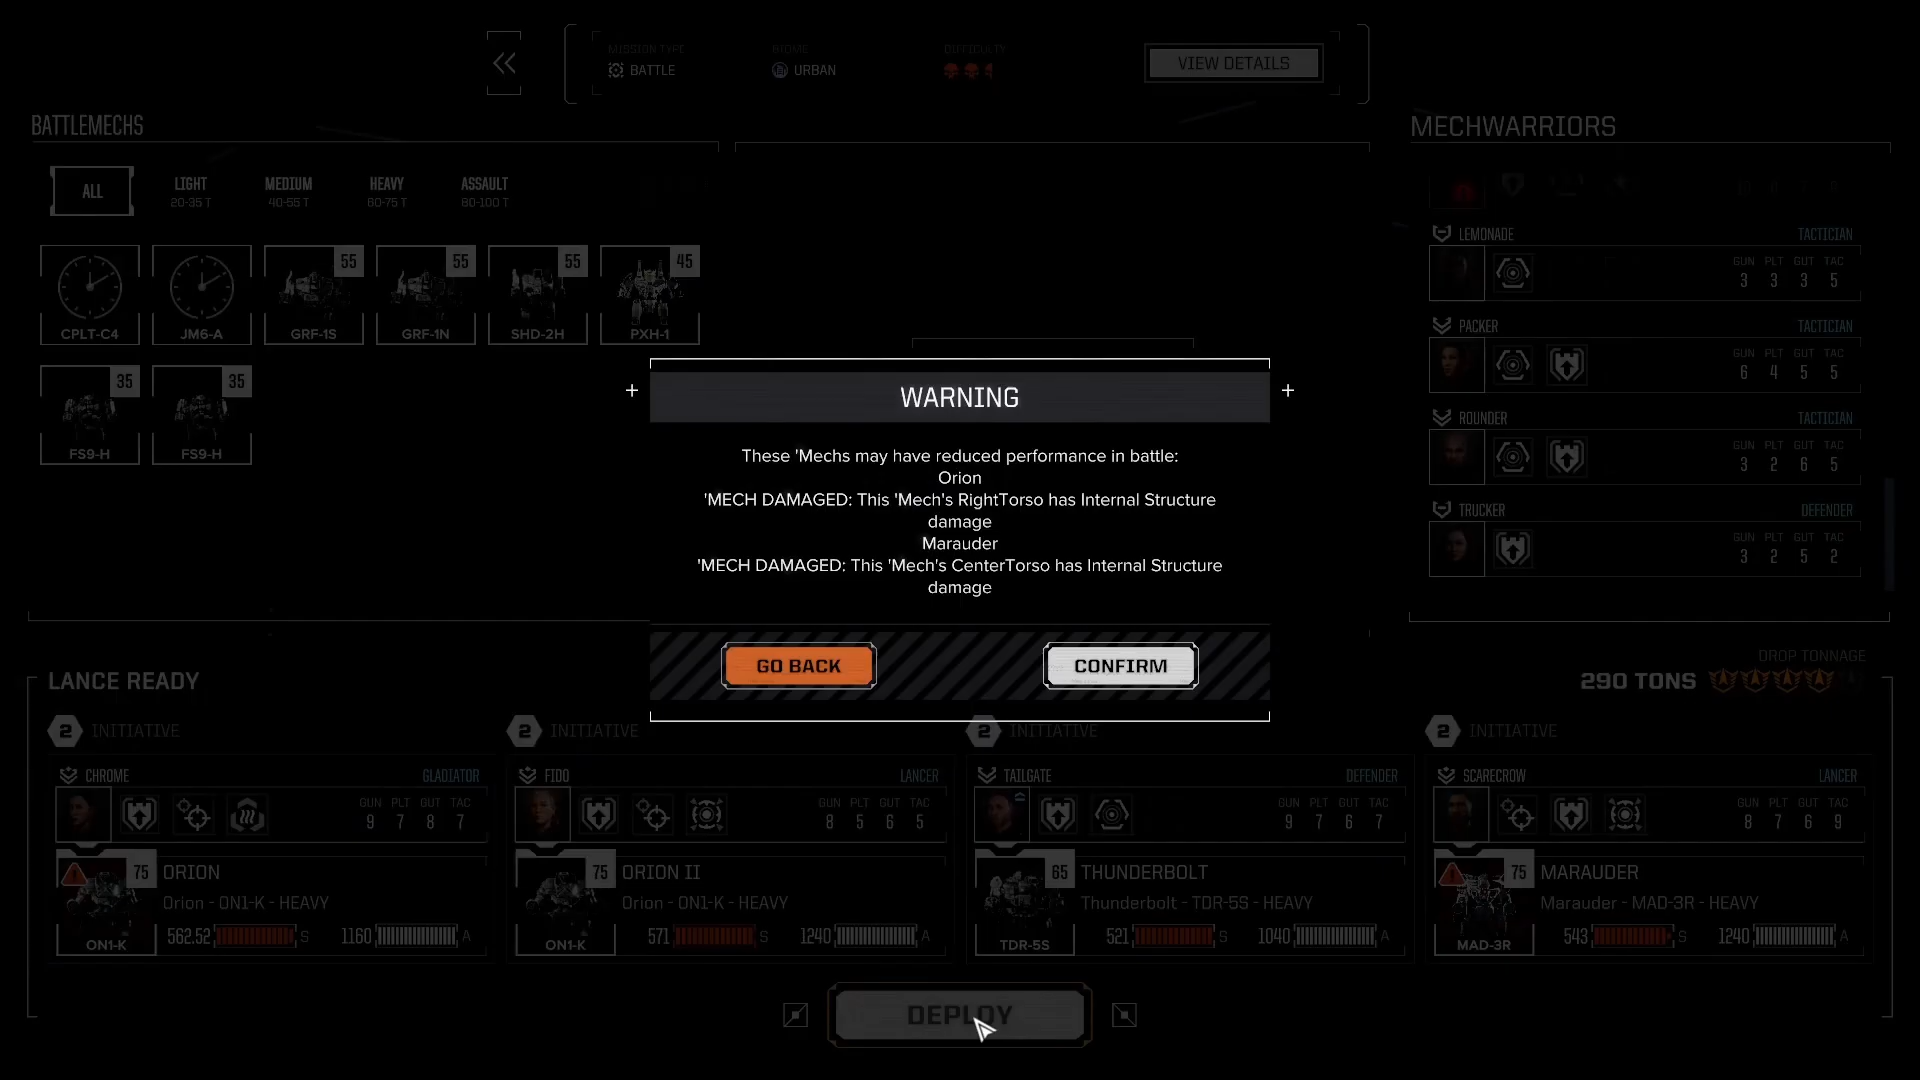 MISSION TYPE
BATTLE
BIOME
URBAN
DIFFICULTY
VIEW DETAILS
BATTLEMECHS
ALL
LIGHT
20-35 T
MEDIUM
40-55 T
HEAVY
60-75 T
ASSAULT
80-100 T
CPLT-C4
JM6-A
55
GRF-1S
55
GRF-1N
55
SHD-2H
45
PXH-1
35
FS9-H
35
FS9-H
MECHWARRIORS
LEMONADE
TACTICIAN
GUN PLT GUT TAC
3 3 3 5
PACKER
TACTICIAN
GUN PLT GUT TAC
6 4 5 5
ROUNDER
TACTICIAN
GUN PLT GUT TAC
3 2 6 5
TRUCKER
DEFENDER
GUN PLT GUT TAC
3 2 5 2
WARNING
These 'Mechs may have reduced performance in battle:
Orion
'MECH DAMAGED: This 'Mech's RightTorso has Internal Structure
damage
Marauder
'MECH DAMAGED: This 'Mech's CenterTorso has Internal Structure
damage
GO BACK
CONFIRM
LANCE READY
DROP TONNAGE
290 TONS
2 INITIATIVE
CHROME
GLADIATOR
GUN PLT GUT TAC
9 7 8 7
75
ORION
Orion - ON1-K - HEAVY
ON1-K
562.52 S
1160 A
2 INITIATIVE
FIDO
LANCER
GUN PLT GUT TAC
8 5 6 5
75
ORION II
Orion - ON1-K - HEAVY
ON1-K
571 S
1240 A
2 INITIATIVE
TAILGATE
DEFENDER
GUN PLT GUT TAC
9 7 6 7
65
THUNDERBOLT
Thunderbolt - TDR-5S - HEAVY
TDR-5S
521 S
1040 A
2 INITIATIVE
SCARECROW
LANCER
GUN PLT GUT TAC
8 7 6 9
75
MARAUDER
Marauder - MAD-3R - HEAVY
MAD-3R
543 S
1240 A
DEPLOY